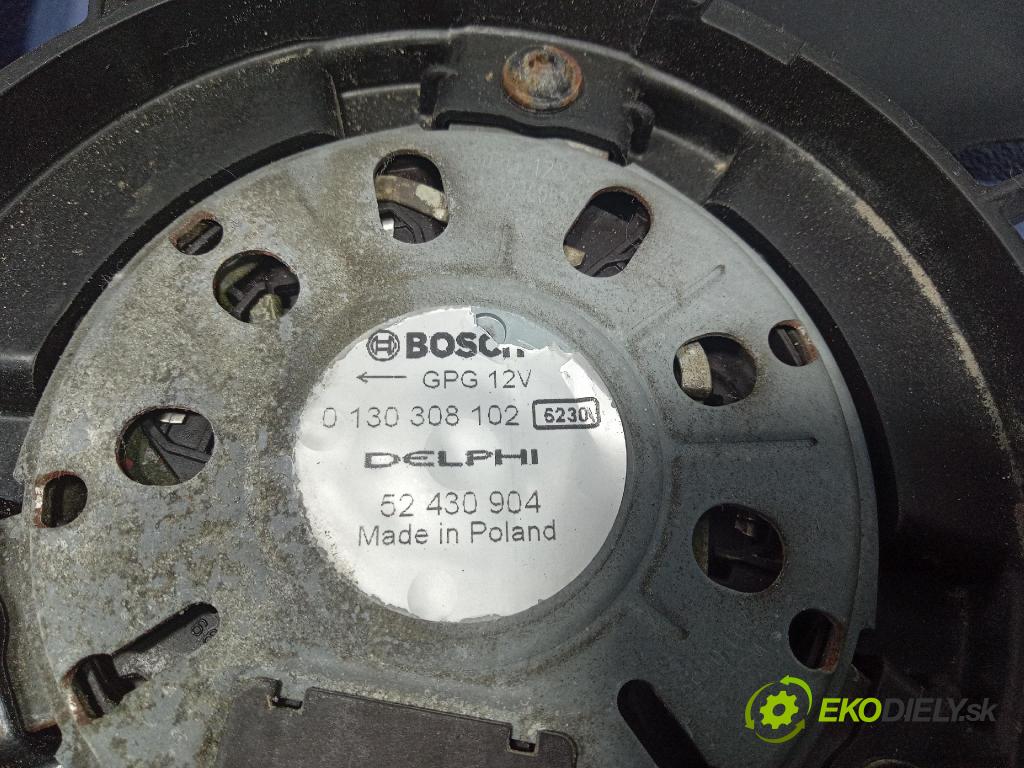 BOSCH
← GPG 12V
0 130 308 102 5230
DELPHI
52 430 904
Made in Poland
EKODIELY.sk